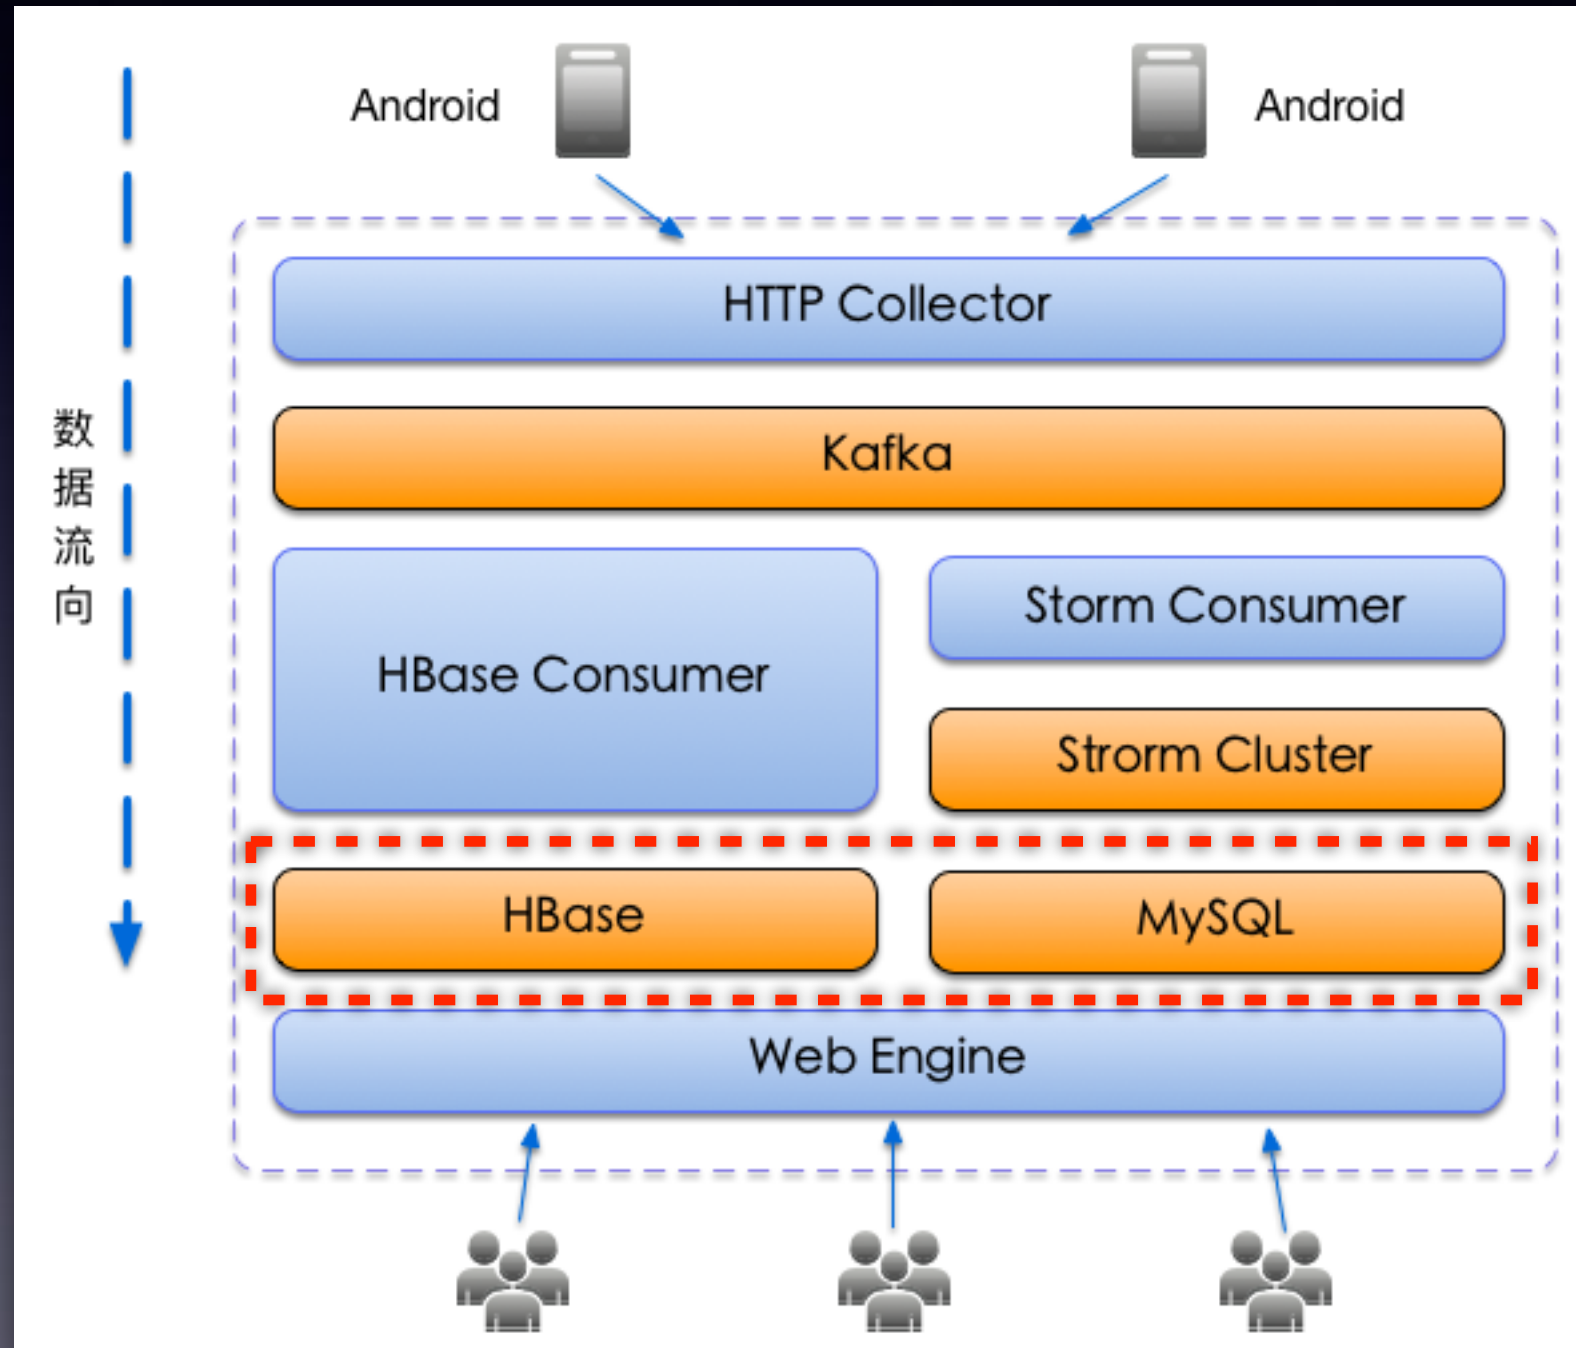 Android
Android
HTTP Collector
Kafka
数据流向
HBase Consumer
Storm Consumer
Strorm Cluster
HBase
MySQL
Web Engine